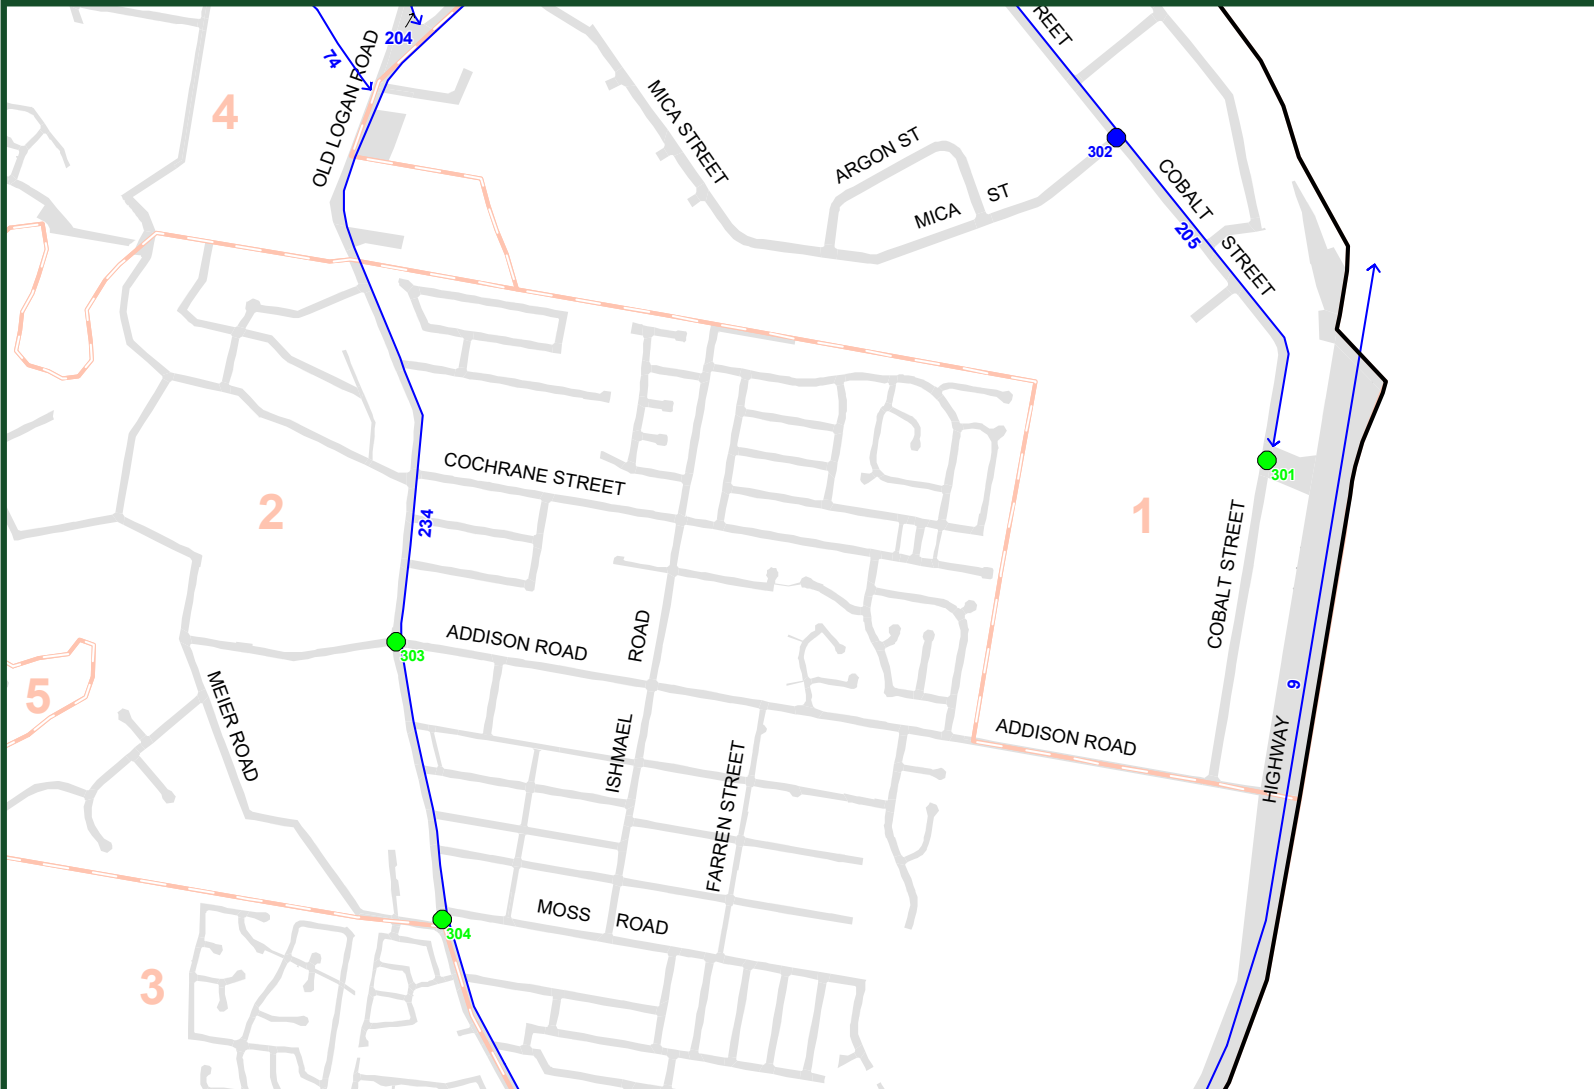 REET
204
74
OLD LOGAN ROAD
4
MICA STREET
ARGON ST
302
COBALT STREET
MICA ST
205
COCHRANE STREET
301
2
234
1
COBALT STREET
ADDISON ROAD
303
ISHMAEL ROAD
5
MEIER ROAD
9
ADDISON ROAD
HIGHWAY
FARREN STREET
MOSS ROAD
304
3